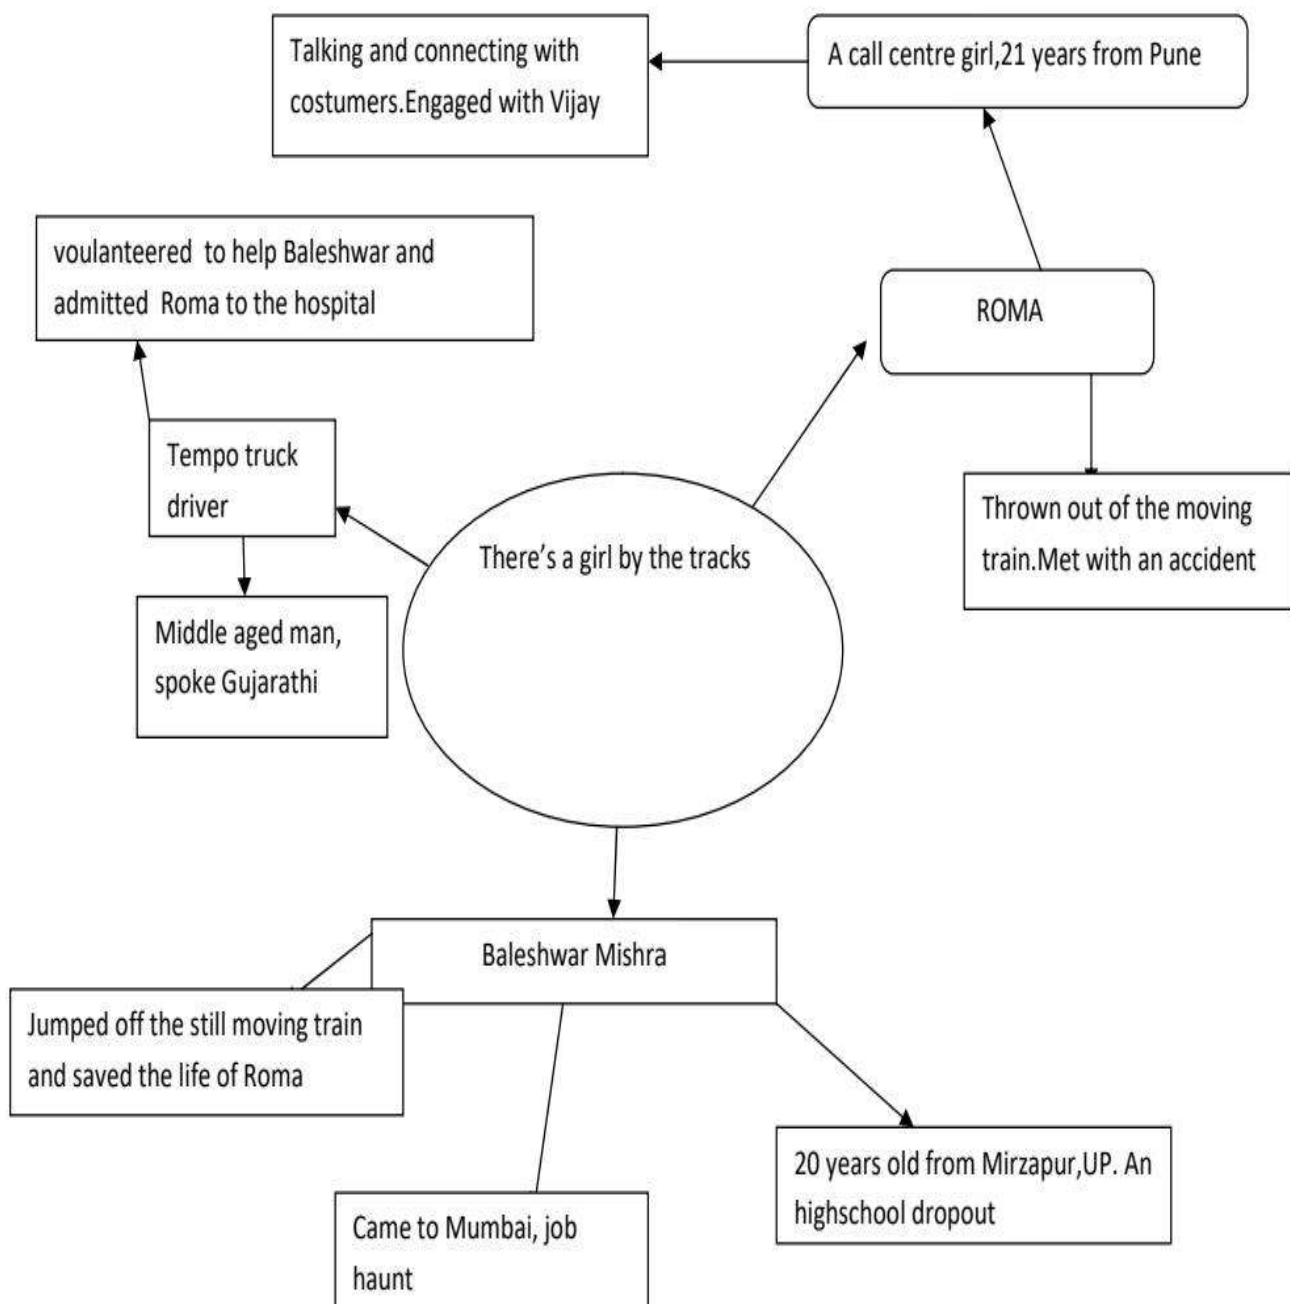 Talking and connecting with
costumers.Engaged with Vijay
A call centre girl,21 years from Pune
voulanteered  to help Baleshwar and
admitted  Roma to the hospital
ROMA
Tempo truck
driver
Thrown out of the moving
train.Met with an accident
There’s a girl by the tracks
Middle aged man,
spoke Gujarathi
Baleshwar Mishra
Jumped off the still moving train
and saved the life of Roma
20 years old from Mirzapur,UP. An
highschool dropout
Came to Mumbai, job
haunt